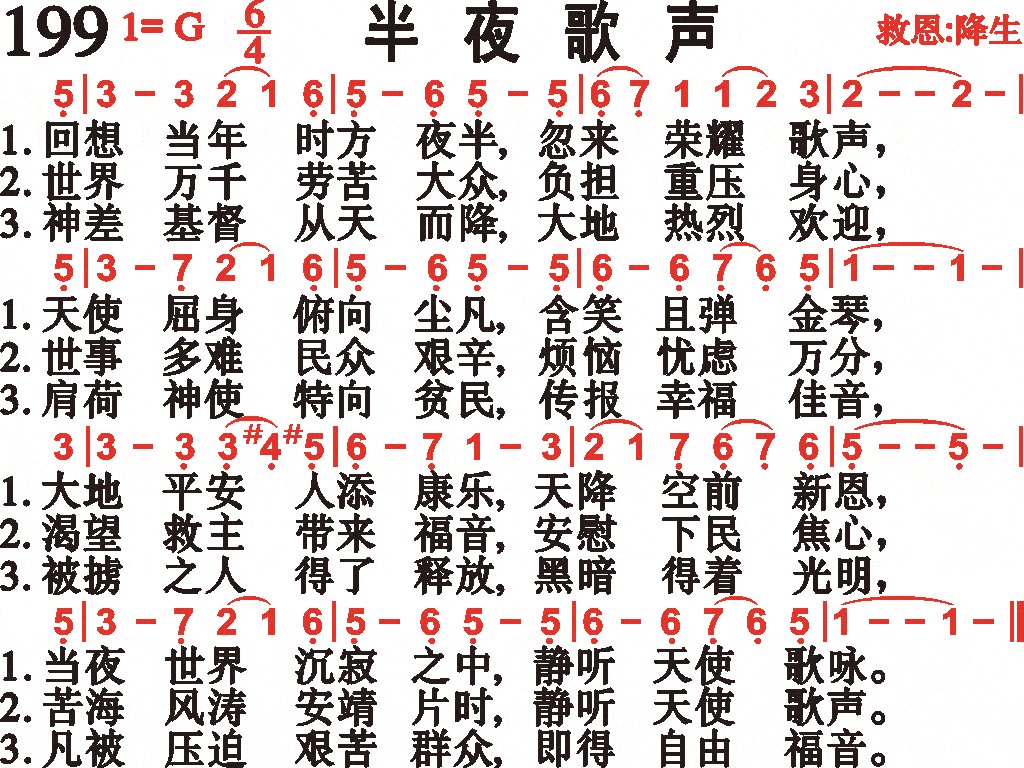 199 1= G 6/4 半夜歌声 救恩:降生
5̣|3 - 3 2 1 6̣|5̣ - 6̣ 5̣ - 5̣|6̣ 7̣ 1 1 2 3|2 - - 2 -|
1.回想 当年 时方 夜半, 忽来 荣耀 歌声,
2.世界 万千 劳苦 大众, 负担 重压 身心,
3.神差 基督 从天 而降, 大地 热烈 欢迎,
5̣|3 - 7̣ 2 1 6̣|5̣ - 6̣ 5̣ - 5̣|6̣ - 6̣ 7̣ 6̣ 5̣|1 - - 1 -|
1.天使 屈身 俯向 尘凡, 含笑 且弹 金琴,
2.世事 多难 民众 艰辛, 烦恼 忧虑 万分,
3.肩荷 神使 特向 贫民, 传报 幸福 佳音,
3|3 - 3̣ 3̣ #4̣ #5̣|6̣ - 7̣ 1 - 3|2 1 7̣ 6̣ 7̣ 6̣|5̣ - - 5̣ -|
1.大地 平安 人添 康乐, 天降 空前 新恩,
2.渴望 救主 带来 福音, 安慰 下民 焦心,
3.被掳 之人 得了 释放, 黑暗 得着 光明,
5̣|3 - 7̣ 2 1 6̣|5̣ - 6̣ 5̣ - 5̣|6̣ - 6̣ 7̣ 6̣ 5̣|1 - - 1 -‖
1.当夜 世界 沉寂 之中, 静听 天使 歌咏。
2.苦海 风涛 安靖 片时, 静听 天使 歌声。
3.凡被 压迫 艰苦 群众, 即得 自由 福音。